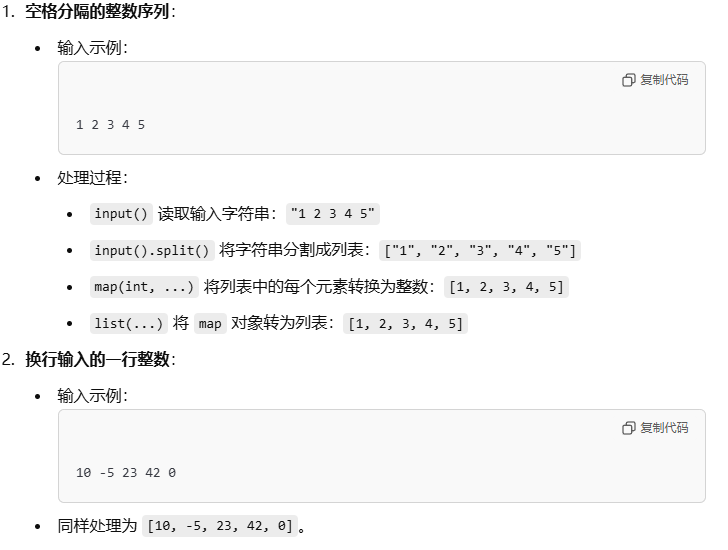 1. 空格分隔的整数序列：
• 输入示例：
复制代码
1 2 3 4 5
• 处理过程：
• input() 读取输入字符串："1 2 3 4 5"
• input().split() 将字符串分割成列表：["1", "2", "3", "4", "5"]
• map(int, ...) 将列表中的每个元素转换为整数：[1, 2, 3, 4, 5]
• list(...) 将 map 对象转为列表：[1, 2, 3, 4, 5]
2. 换行输入的一行整数：
• 输入示例：
复制代码
10 -5 23 42 0
• 同样处理为 [10, -5, 23, 42, 0]。